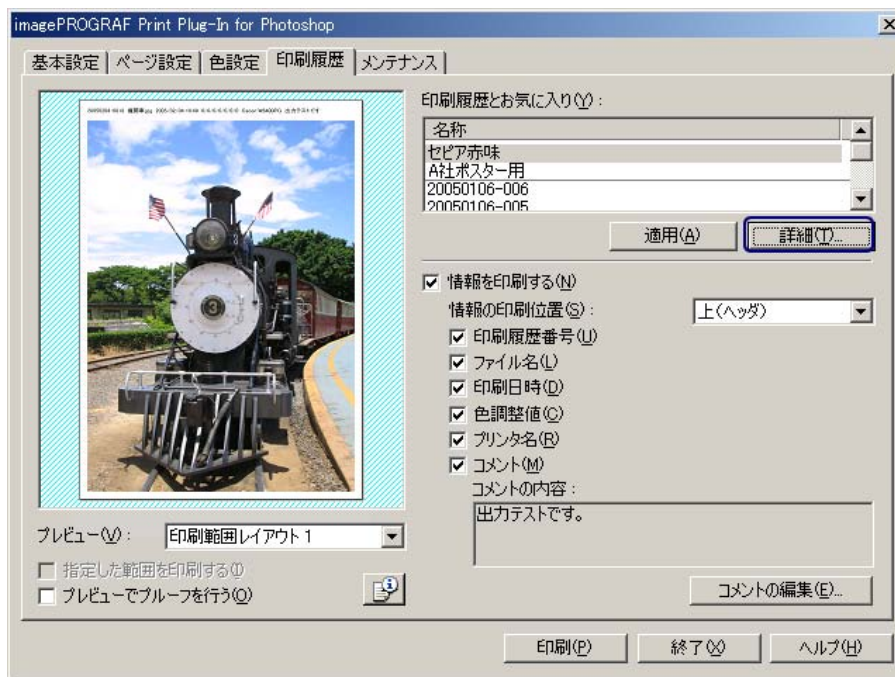 imagePROGRAF Print Plug-In for Photoshop
基本設定 ページ設定 色設定 印刷履歴 メンテナンス
印刷履歴とお気に入り(Y)：
名称
セピア赤味
A社ポスター用
20050106-006
20050106-005
適用(A) 詳細(T)...
情報を印刷する(N)
情報の印刷位置(S)： 上(ヘッダ)
印刷履歴番号(U)
ファイル名(L)
印刷日時(D)
色調整値(C)
プリンタ名(R)
コメント(M)
コメントの内容：
出力テストです。
コメントの編集(E)...
3
プレビュー(V)： 印刷範囲レイアウト 1
指定した範囲を印刷する(I)
プレビューでプルーフを行う(O)
印刷(P) 終了(X) ヘルプ(H)